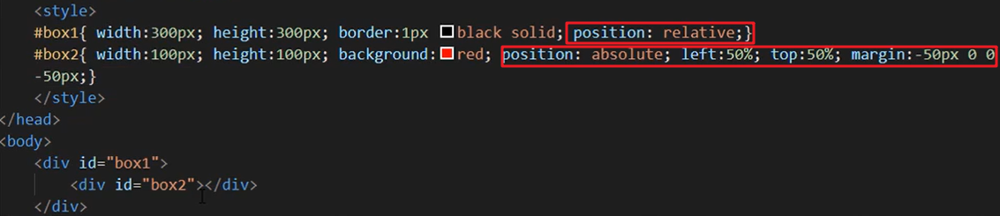 <style>
#box1{ width:300px; height:300px; border:1px black solid; position: relative;}
#box2{ width:100px; height:100px; background:red; position: absolute; left:50%; top:50%; margin:-50px 0 0
-50px;}
</style>
</head>
<body>
<div id="box1">
<div id="box2"></div>
</div>